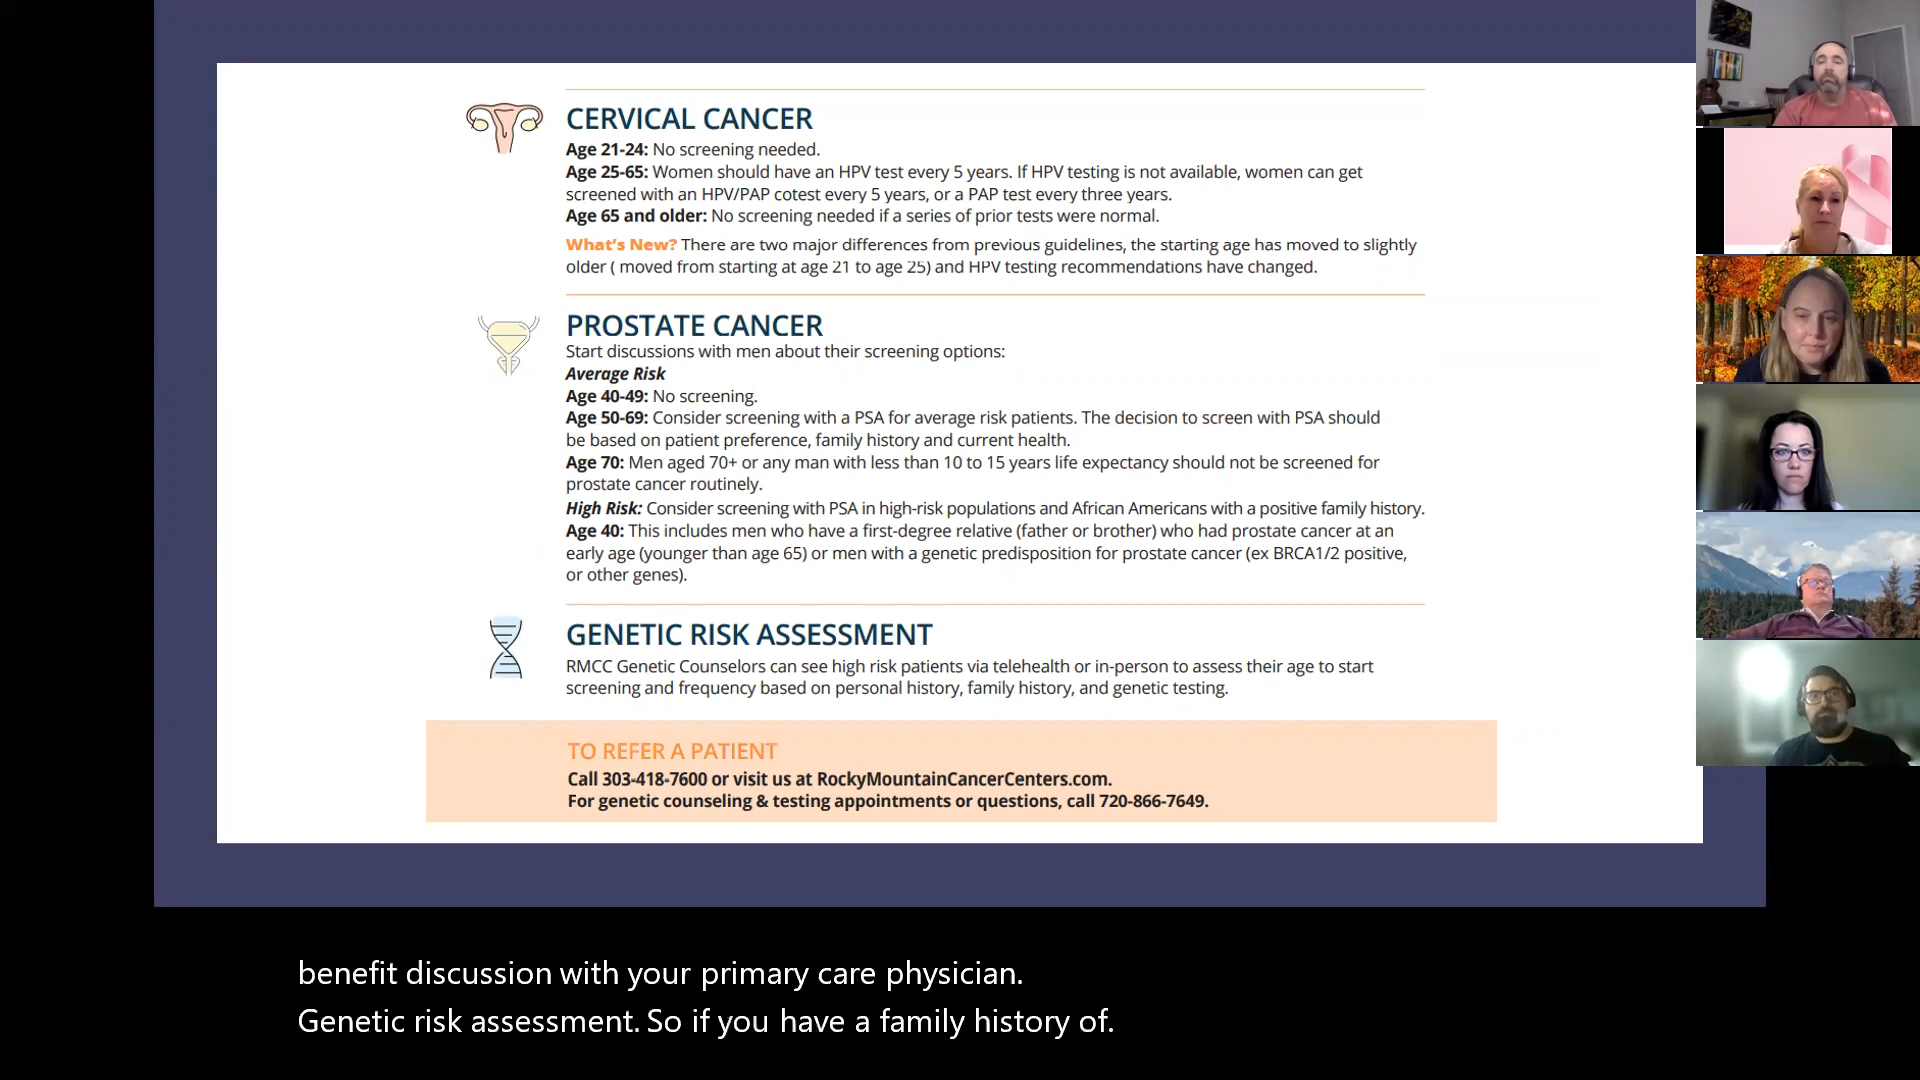 CERVICAL CANCER
Age 21-24: No screening needed.
Age 25-65: Women should have an HPV test every 5 years. If HPV testing is not available, women can get
screened with an HPV/PAP cotest every 5 years, or a PAP test every three years.
Age 65 and older: No screening needed if a series of prior tests were normal.
What's New? There are two major differences from previous guidelines, the starting age has moved to slightly
older ( moved from starting at age 21 to age 25) and HPV testing recommendations have changed.
PROSTATE CANCER
Start discussions with men about their screening options:
Average Risk
Age 40-49: No screening.
Age 50-69: Consider screening with a PSA for average risk patients. The decision to screen with PSA should
be based on patient preference, family history and current health.
Age 70: Men aged 70+ or any man with less than 10 to 15 years life expectancy should not be screened for
prostate cancer routinely.
High Risk: Consider screening with PSA in high-risk populations and African Americans with a positive family history.
Age 40: This includes men who have a first-degree relative (father or brother) who had prostate cancer at an
early age (younger than age 65) or men with a genetic predisposition for prostate cancer (ex BRCA1/2 positive,
or other genes).
GENETIC RISK ASSESSMENT
RMCC Genetic Counselors can see high risk patients via telehealth or in-person to assess their age to start
screening and frequency based on personal history, family history, and genetic testing.
TO REFER A PATIENT
Call 303-418-7600 or visit us at RockyMountainCancerCenters.com.
For genetic counseling & testing appointments or questions, call 720-866-7649.
benefit discussion with your primary care physician.
Genetic risk assessment. So if you have a family history of.